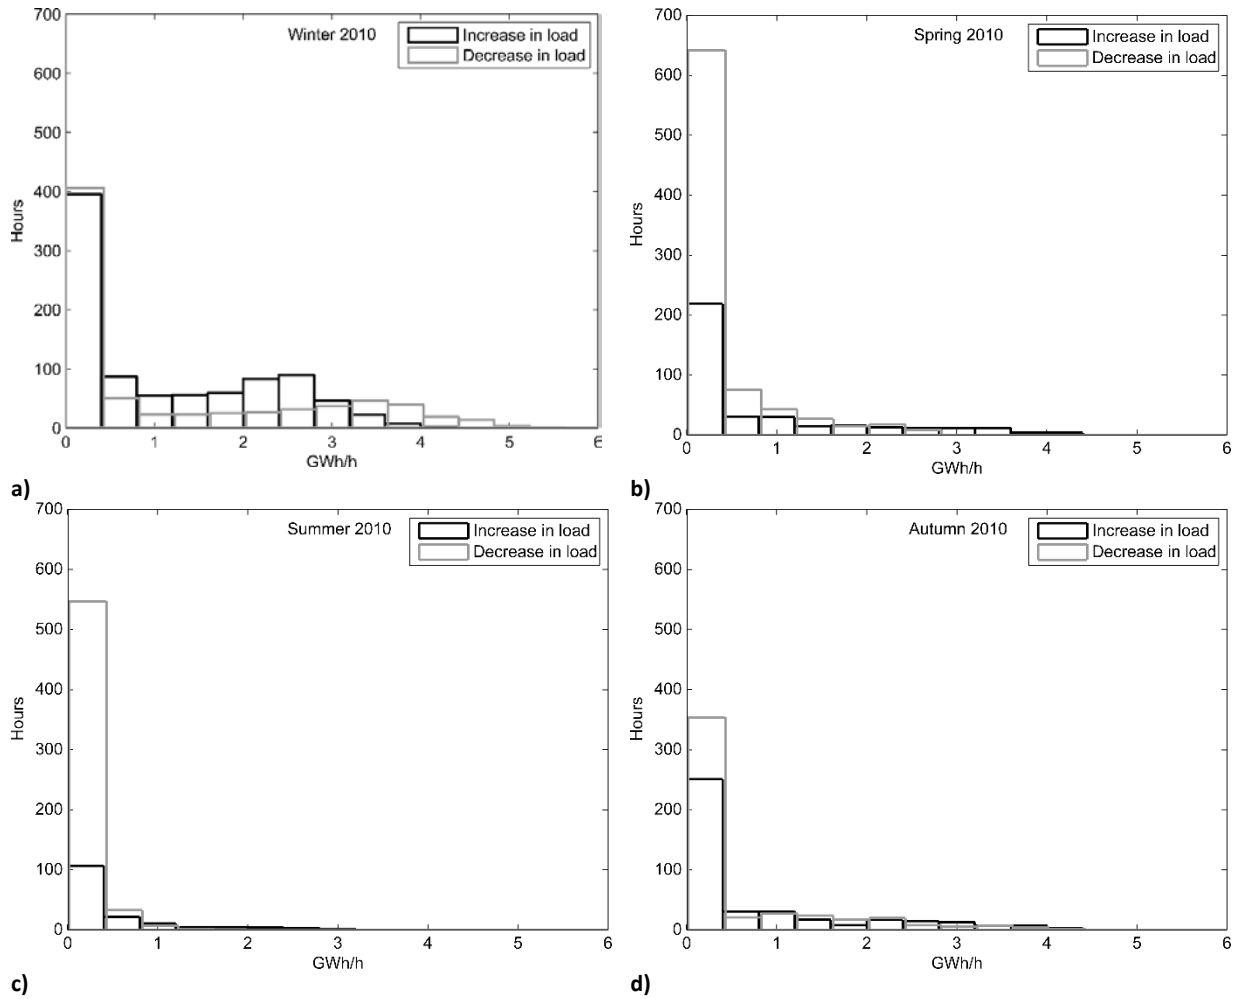 700
600
500
400
300
200
100
0
Hours
Winter 2010
Increase in load
Decrease in load
0 1 2 3 4 5 6
GWh/h
a)
700
600
500
400
300
200
100
0
Hours
Spring 2010
Increase in load
Decrease in load
0 1 2 3 4 5 6
GWh/h
b)
700
600
500
400
300
200
100
0
Hours
Summer 2010
Increase in load
Decrease in load
0 1 2 3 4 5 6
GWh/h
c)
700
600
500
400
300
200
100
0
Hours
Autumn 2010
Increase in load
Decrease in load
0 1 2 3 4 5 6
GWh/h
d)